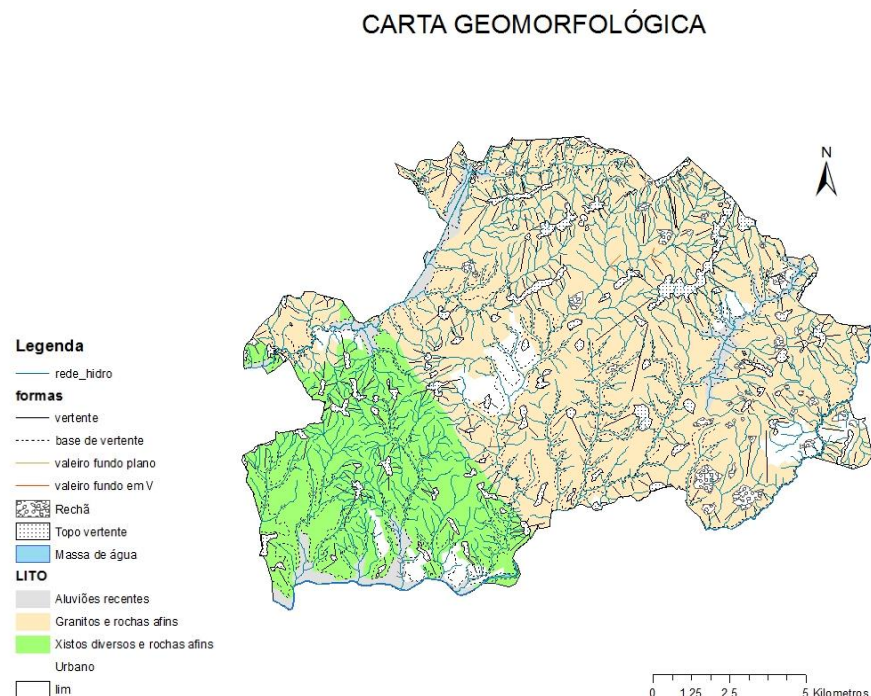 CARTA GEOMORFOLÓGICA
N
Legenda
rede_hidro
formas
vertente
base de vertente
valeiro fundo plano
valeiro fundo em V
Rechã
Topo vertente
Massa de água
LITO
Aluviões recentes
Granitos e rochas afins
Xistos diversos e rochas afins
Urbano
lim
0 1.25 2.5 5 Kilometros